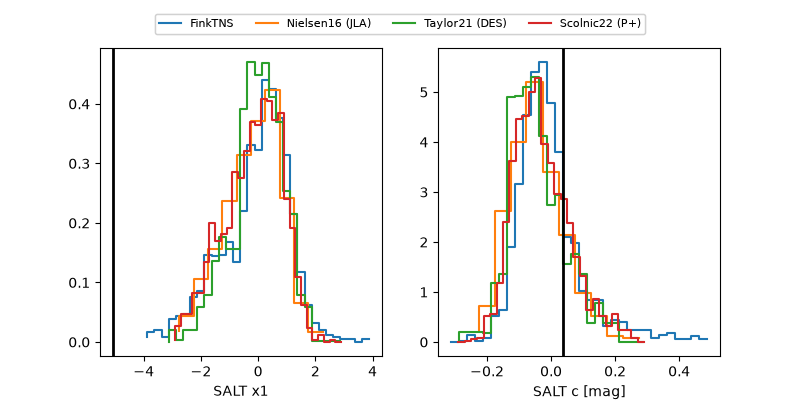 FinkTNS Nielsen16 (JLA) Taylor21 (DES) Scolnic22 (P+)
0.4
0.3
0.2
0.1
0.0
−4 −2 0 2 4
SALT x1
5
4
3
2
1
0
−0.2 0.0 0.2 0.4
SALT c [mag]